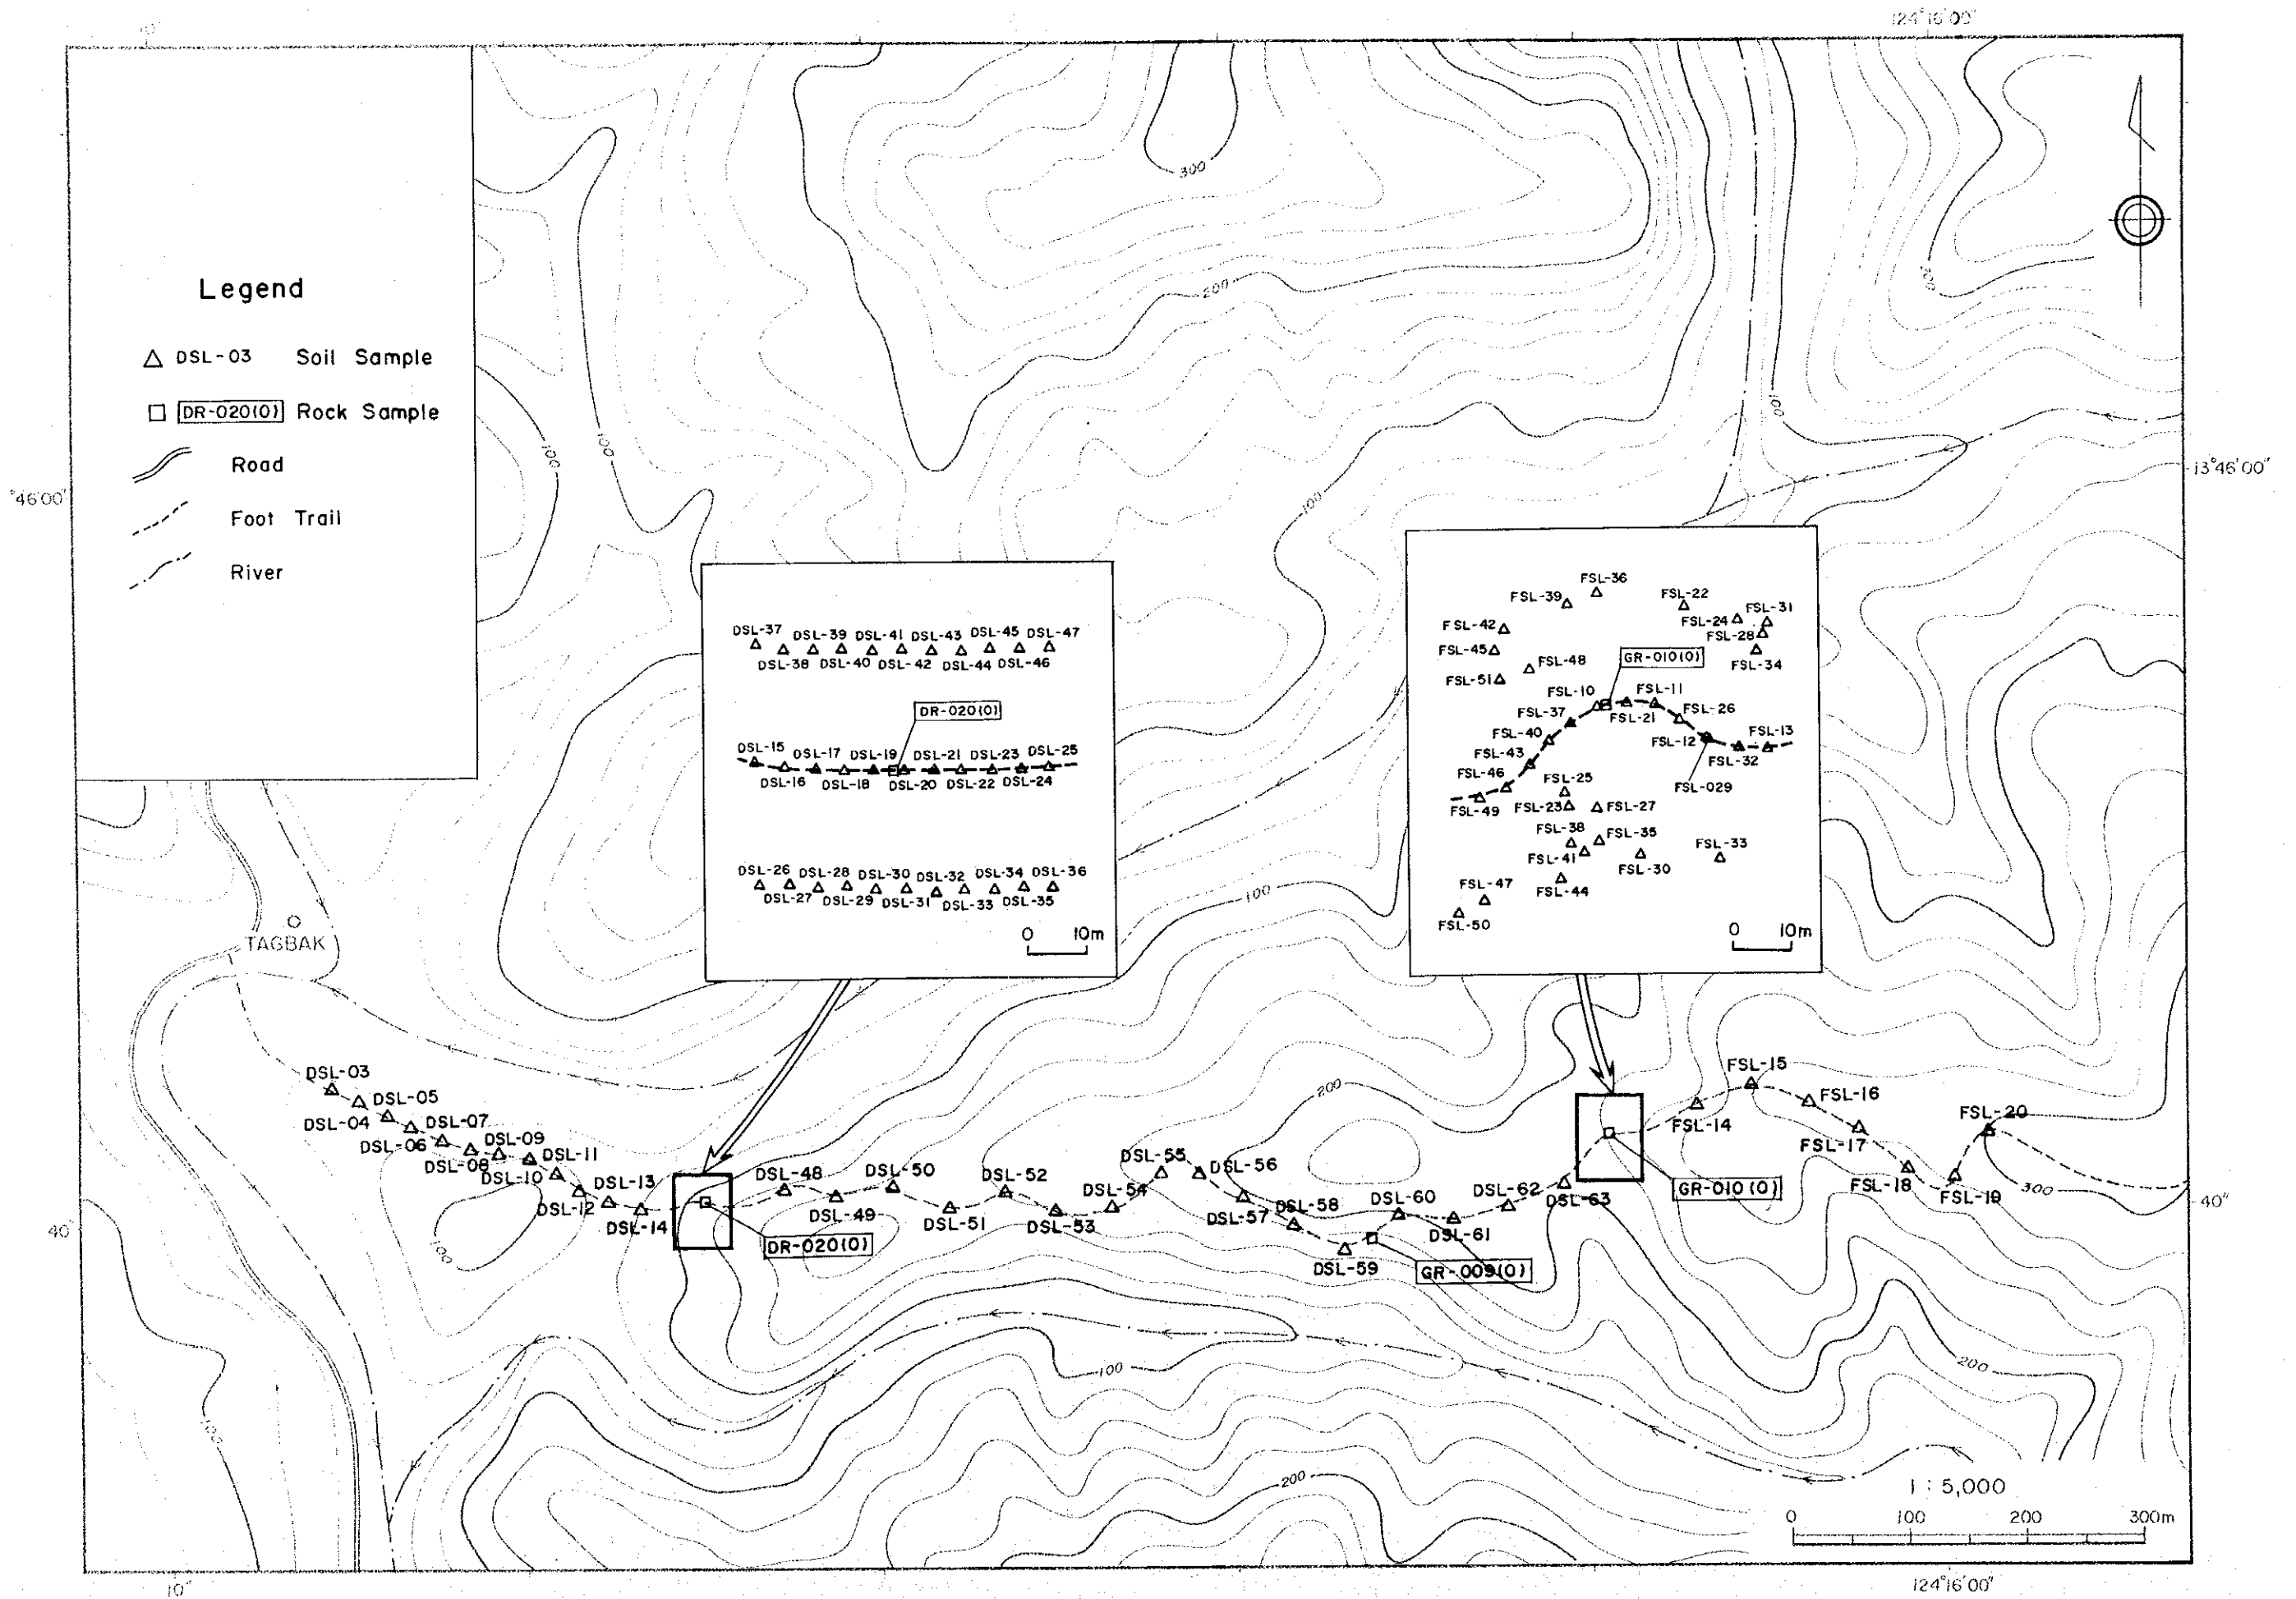 124°16'00"
Legend
DSL-03 Soil Sample
DR-020(0) Rock Sample
Road
Foot Trail
River
300
200
200
100
100
100
100
13°46'00"
°46'00"
DSL-37 DSL-39 DSL-41 DSL-43 DSL-45 DSL-47
DSL-38 DSL-40 DSL-42 DSL-44 DSL-46
DR-020(0)
DSL-15 DSL-17 DSL-19 DSL-21 DSL-23 DSL-25
DSL-16 DSL-18 DSL-20 DSL-22 DSL-24
DSL-26 DSL-28 DSL-30 DSL-32 DSL-34 DSL-36
DSL-27 DSL-29 DSL-31 DSL-33 DSL-35
0 10m
FSL-36
FSL-39
FSL-22
FSL-31
FSL-24
FSL-42
FSL-28
FSL-45
FSL-48
GR-010(0)
FSL-34
FSL-51
FSL-10
FSL-11
FSL-37
FSL-21
FSL-26
FSL-40
FSL-12
FSL-13
FSL-43
FSL-32
FSL-46
FSL-25
FSL-029
FSL-49
FSL-23
FSL-27
FSL-38
FSL-35
FSL-41
FSL-33
FSL-30
FSL-47
FSL-44
FSL-50
0 10m
100
TAGBAK
DSL-03
DSL-05
DSL-04
DSL-07
DSL-06
DSL-09
DSL-08
DSL-11
DSL-10
DSL-13
DSL-12
DSL-14
DR-020(0)
DSL-48
DSL-50
DSL-49
DSL-51
DSL-52
DSL-53
DSL-54
DSL-55
DSL-56
DSL-57
DSL-58
DSL-59
DSL-60
DSL-61
DSL-62
DSL-63
GR-009(0)
GR-010(0)
200
FSL-15
FSL-16
FSL-14
FSL-17
FSL-20
FSL-18
FSL-19
300
40"
40"
100
100
100
200
200
1 : 5,000
0 100 200 300m
10"
124°16'00"